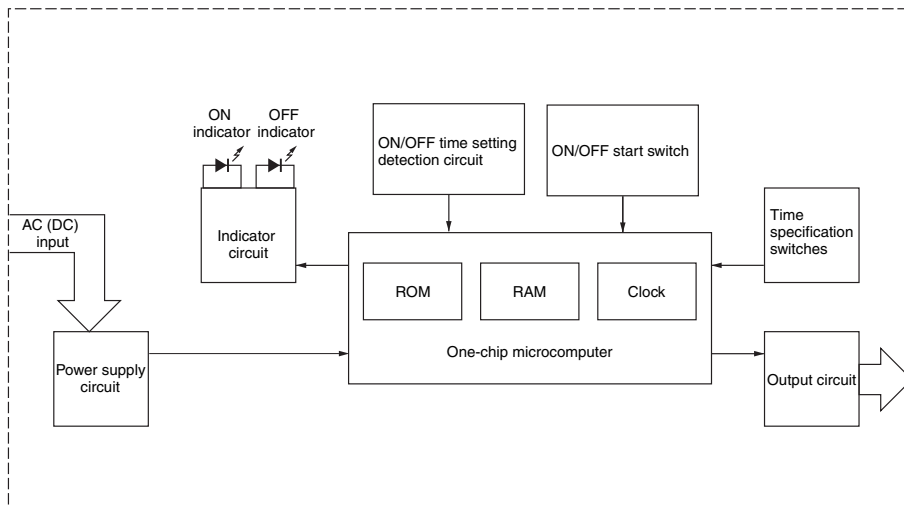 ON
indicator
OFF
indicator
ON/OFF time setting
detection circuit
ON/OFF start switch
AC (DC)
input
Indicator
circuit
Time
specification
switches
ROM
RAM
Clock
One-chip microcomputer
Power supply
circuit
Output circuit